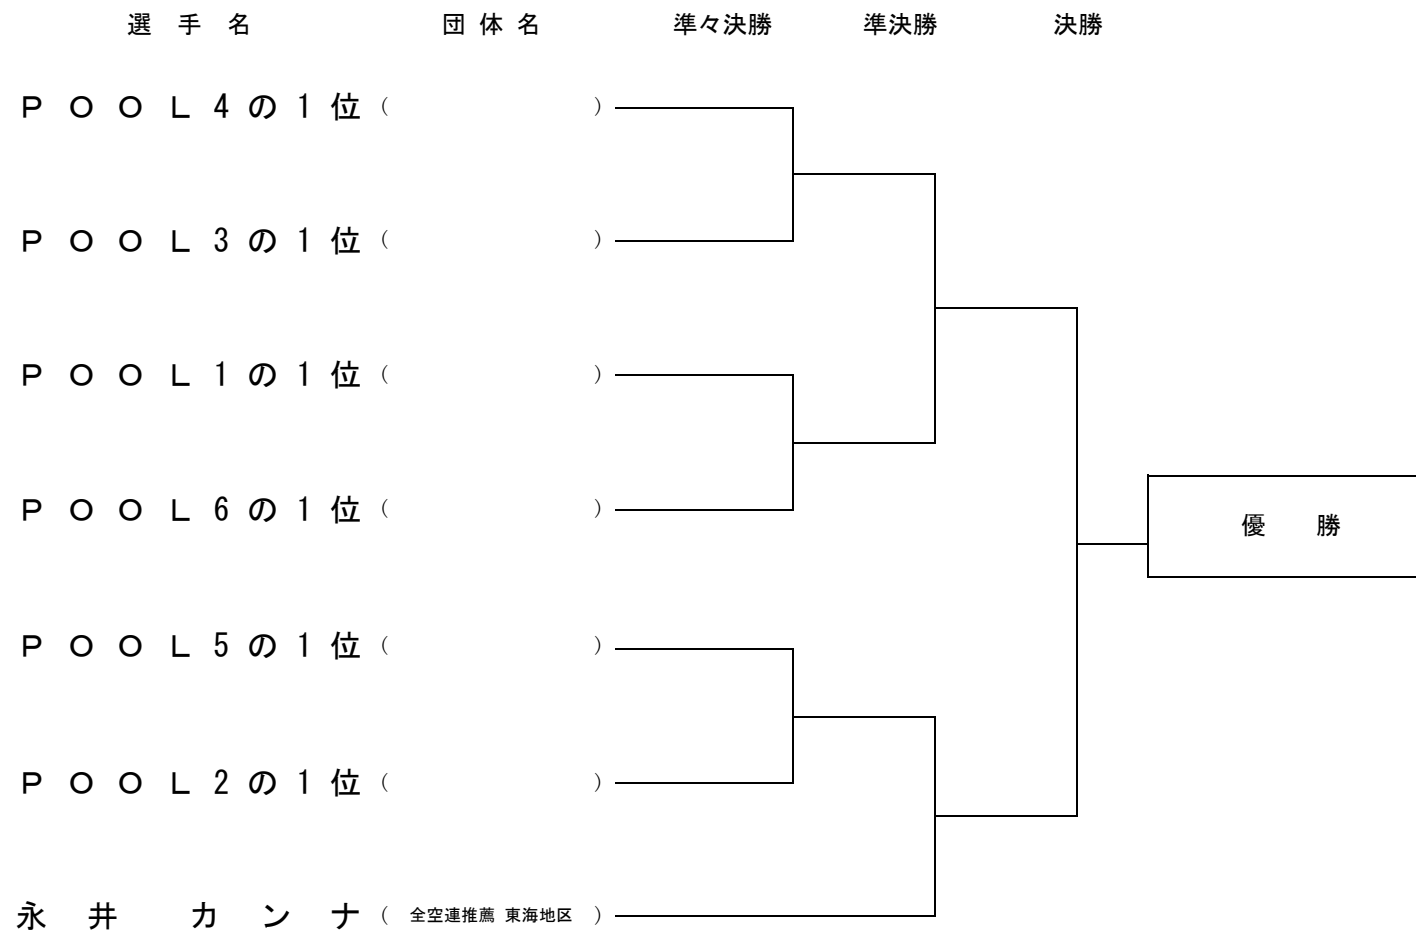 選 手 名 団 体 名 準々決勝 準決勝 決勝
ＰＯＯＬ4の1位（ ）
ＰＯＯＬ3の1位（ ）
ＰＯＯＬ1の1位（ ）
ＰＯＯＬ6の1位（ ）
優 勝
ＰＯＯＬ5の1位（ ）
ＰＯＯＬ2の1位（ ）
永 井 カ ン ナ（ 全空連推薦 東海地区 ）